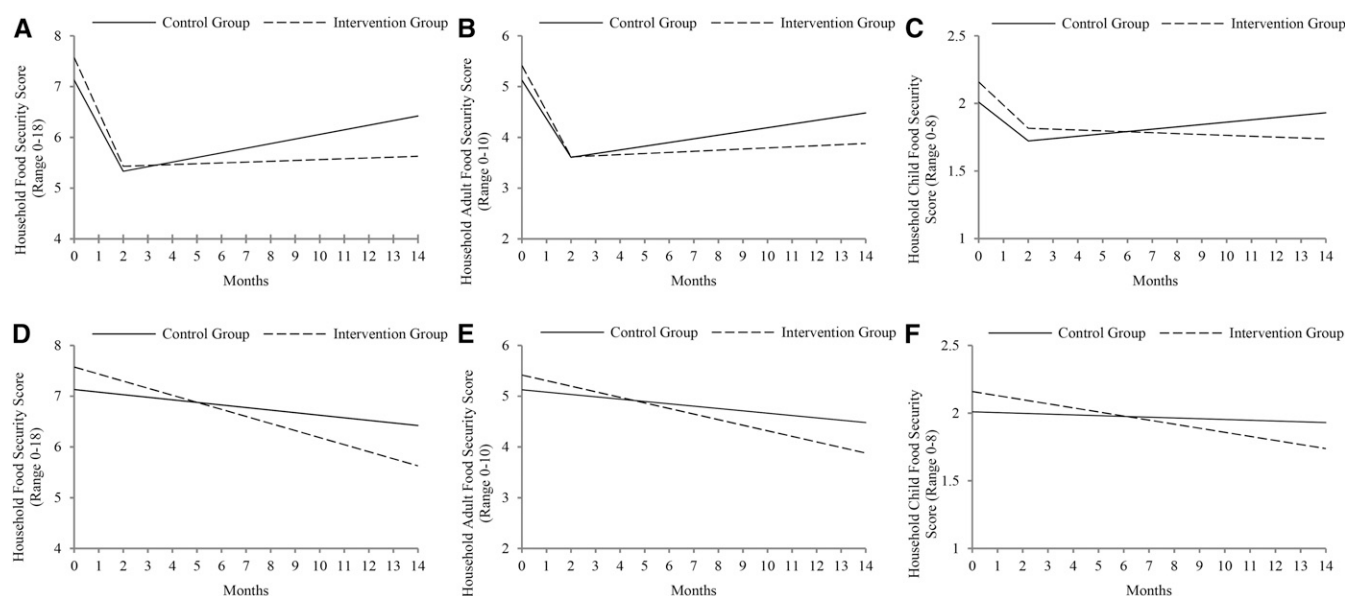 A
Control Group
Intervention Group
Household Food Security Score
(Range 0-18)
8
7
6
5
4
0 1 2 3 4 5 6 7 8 9 10 11 12 13 14
Months
B
Control Group
Intervention Group
Household Adult Food Security Score
(Range 0-10)
6
5
4
3
2
0 1 2 3 4 5 6 7 8 9 10 11 12 13 14
Months
C
Control Group
Intervention Group
Household Child Food Security
Score (Range 0-8)
2.5
2
1.5
1
0 1 2 3 4 5 6 7 8 9 10 11 12 13 14
Months
D
Control Group
Intervention Group
Household Food Security Score
(Range 0-18)
8
7
6
5
4
0 1 2 3 4 5 6 7 8 9 10 11 12 13 14
Months
E
Control Group
Intervention Group
Household Adult Food Security Score
(Range 0-10)
6
5
4
3
2
0 1 2 3 4 5 6 7 8 9 10 11 12 13 14
Months
F
Control Group
Intervention Group
Household Child Food Security
Score (Range 0-8)
2.5
2
1.5
1
0 1 2 3 4 5 6 7 8 9 10 11 12 13 14
Months